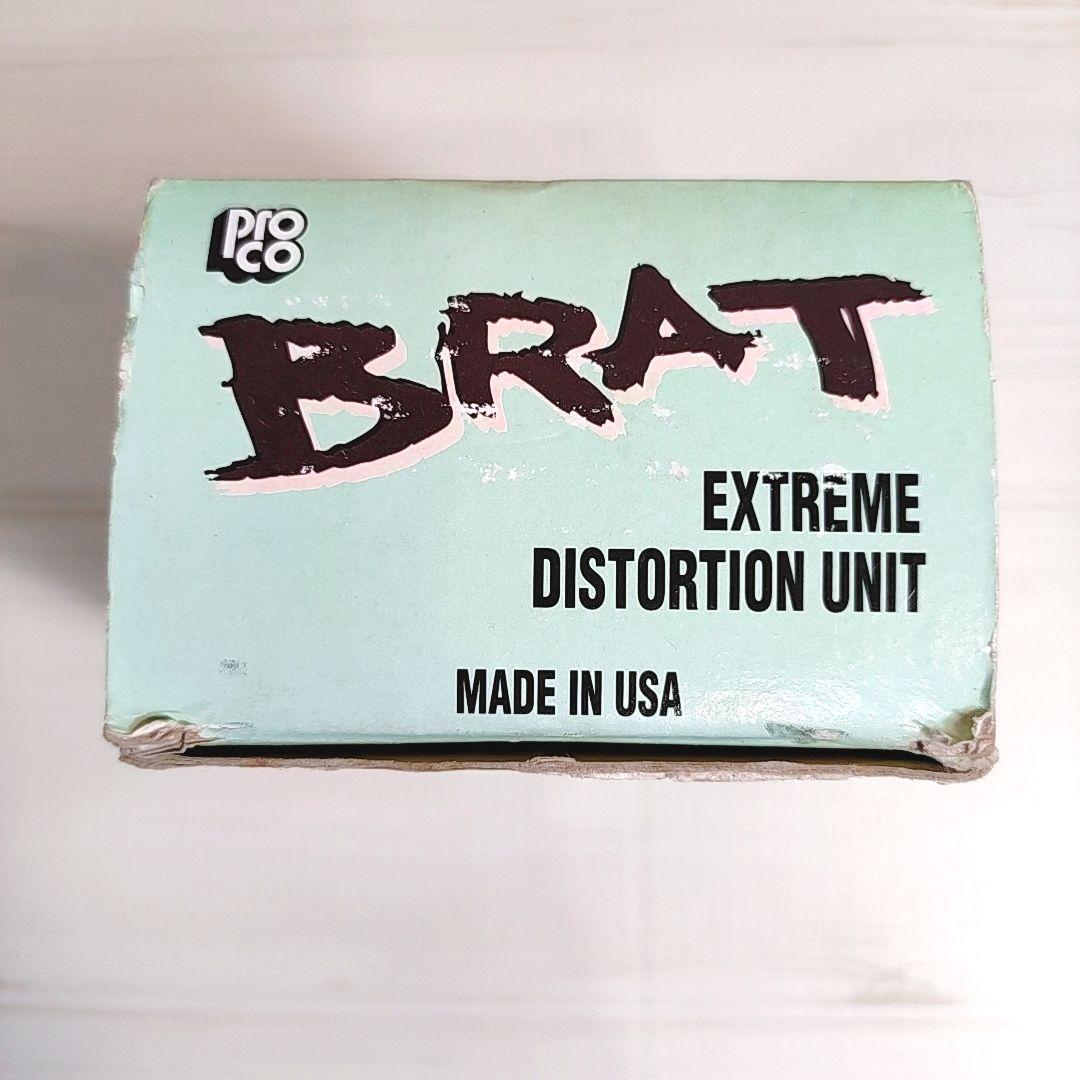 pro
co
BRAT
EXTREME
DISTORTION UNIT
MADE IN USA